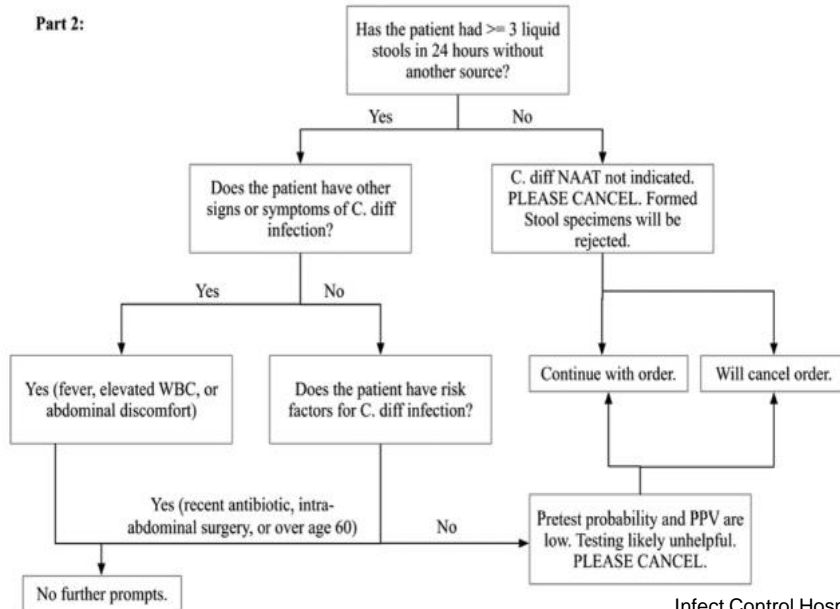 Part 2:
Has the patient had >= 3 liquid
stools in 24 hours without
another source?
Yes
No
Does the patient have other
signs or symptoms of C. diff
infection?
C. diff NAAT not indicated.
PLEASE CANCEL. Formed
Stool specimens will be
rejected.
Yes
No
Yes (fever, elevated WBC, or
abdominal discomfort)
Does the patient have risk
factors for C. diff infection?
Continue with order.
Will cancel order.
Yes (recent antibiotic, intra-
abdominal surgery, or over age 60)
No
Pretest probability and PPV are
low. Testing likely unhelpful.
PLEASE CANCEL.
No further prompts.
Infect Control Hosp